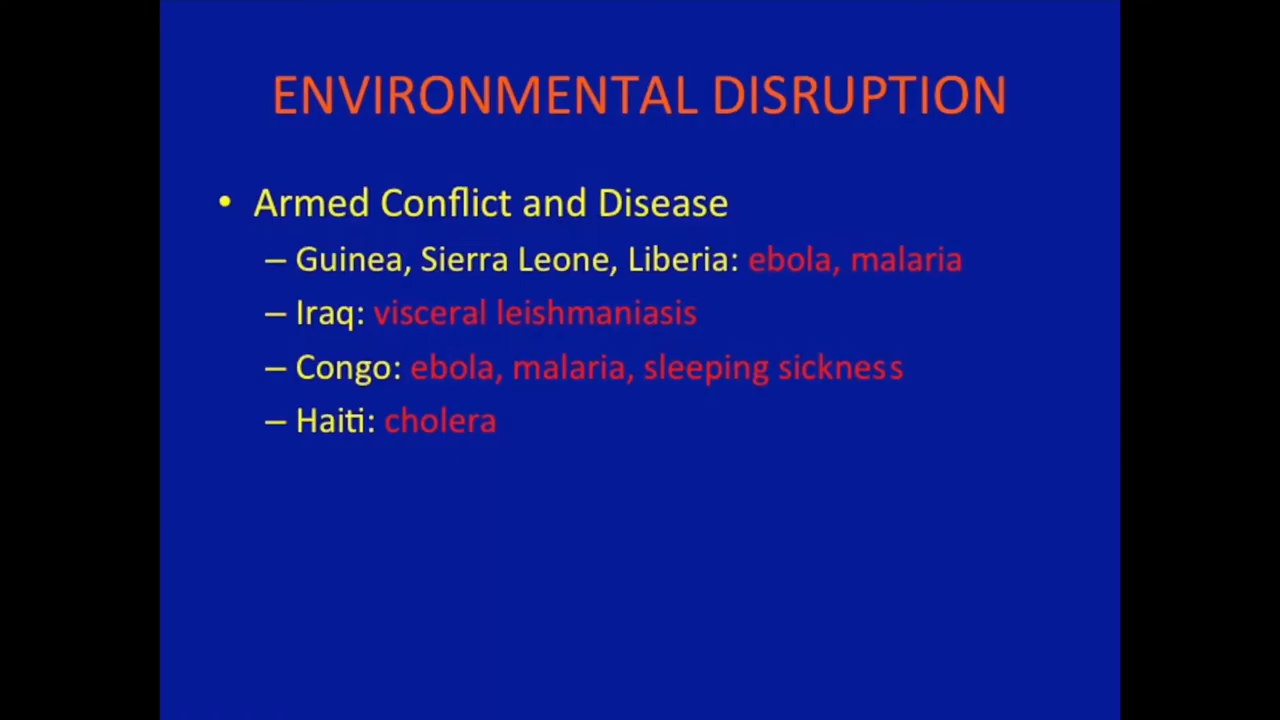 ENVIRONMENTAL DISRUPTION
• Armed Conflict and Disease
– Guinea, Sierra Leone, Liberia: ebola, malaria
– Iraq: visceral leishmaniasis
– Congo: ebola, malaria, sleeping sickness
– Haiti: cholera